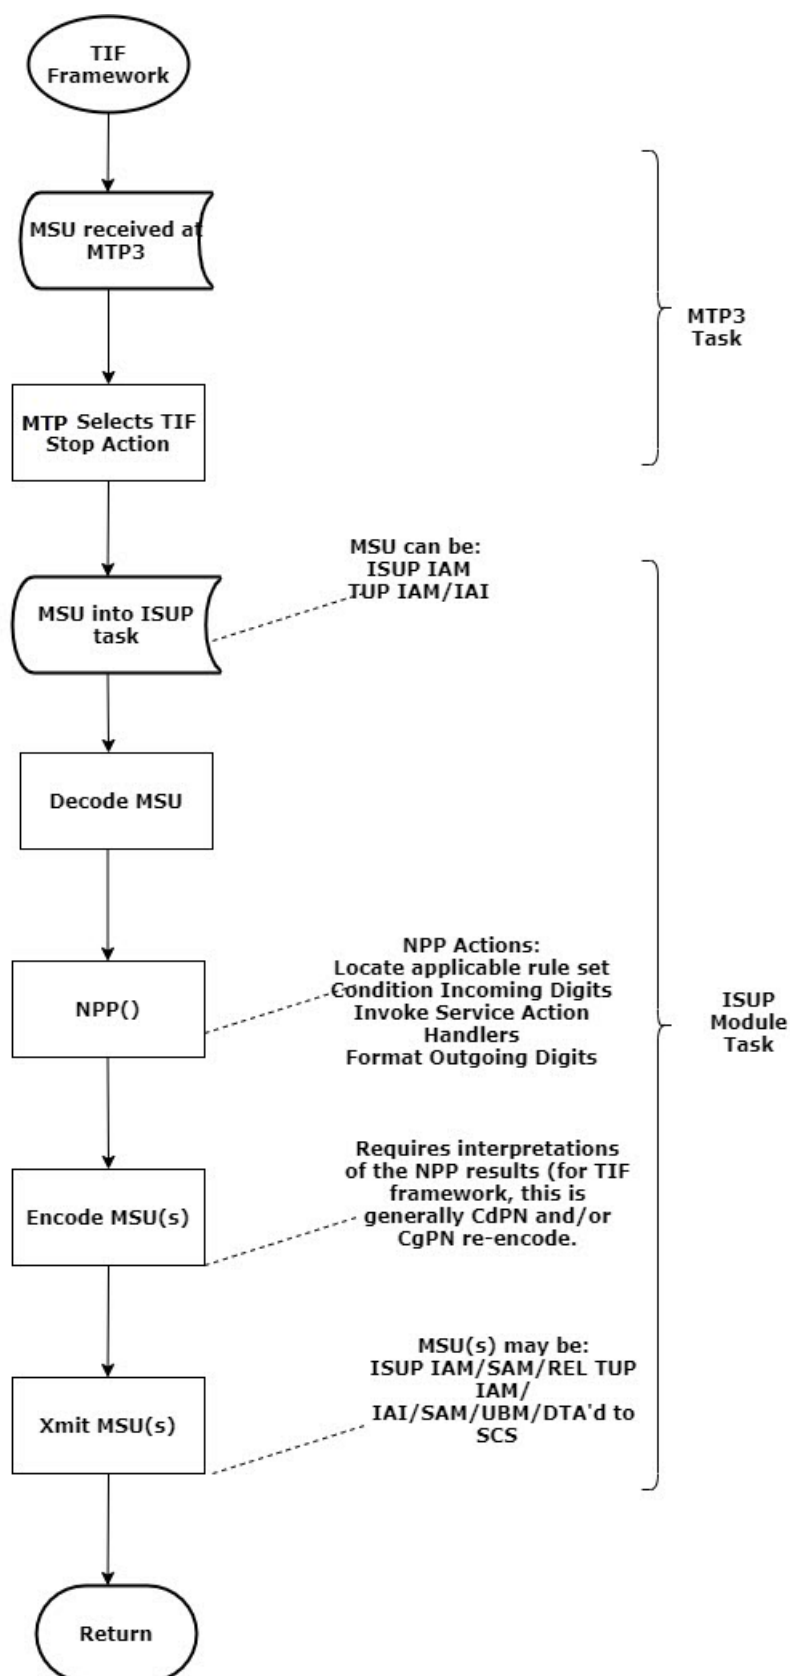 TIF
Framework
MSU received at
MTP3
MTP3
Task
MTP Selects TIF
Stop Action
MSU can be:
ISUP IAM
TUP IAM/IAI
MSU into ISUP
task
Decode MSU
NPP Actions:
Locate applicable rule set
Condition Incoming Digits
Invoke Service Action
Handlers
Format Outgoing Digits
NPP()
ISUP
Module
Task
Requires interpretations
of the NPP results (for TIF
framework, this is
generally CdPN and/or
CgPN re-encode.
Encode MSU(s)
MSU(s) may be:
ISUP IAM/SAM/REL TUP
IAM/
IAI/SAM/UBM/DTA'd to
SCS
Xmit MSU(s)
Return